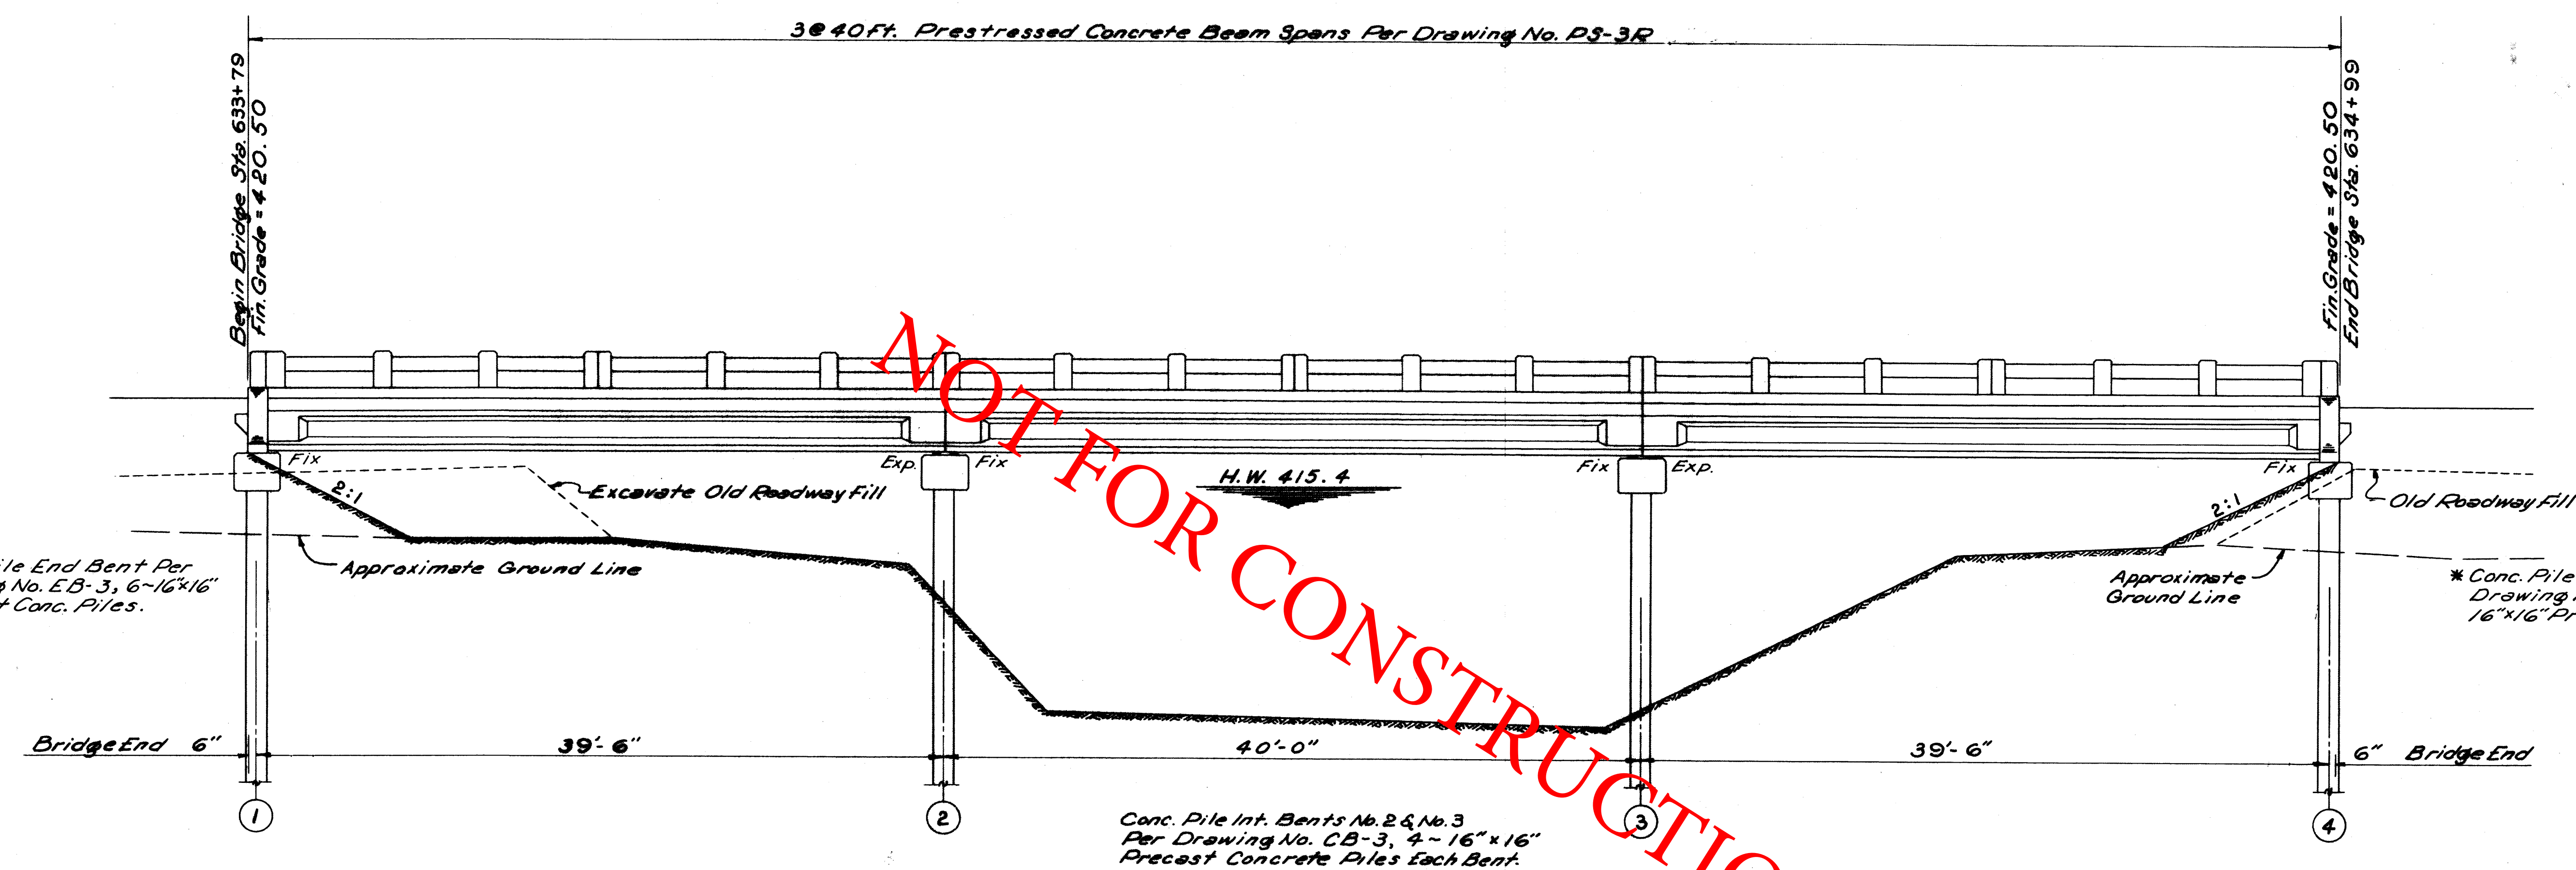 3@40Ft. Prestressed Concrete Beam Spans Per Drawing No. PS-3R
Begin Bridge Sta. 633+79
Fin. Grade = 420.50
Fin. Grade = 420.50
End Bridge Sta. 634+99
Fix
Exp.
Fix
Fix
Exp.
Fix
H.W. 415.4
2:1
Excavate Old Roadway Fill
2:1
Old Roadway Fill
Approximate Ground Line
Approximate
Ground Line
ile End Bent Per
No. EB-3, 6~16"x16"
t Conc. Piles.
* Conc. Pile
Drawing
16"x16" Pr
Bridge End 6"
39'-6"
40'-0"
39'-6"
6" Bridge End
1
2
3
4
Conc. Pile Int. Bents No.2 & No.3
Per Drawing No. CB-3, 4~16"x16"
Precast Concrete Piles Each Bent.
NOT FOR CONSTRUCTIO